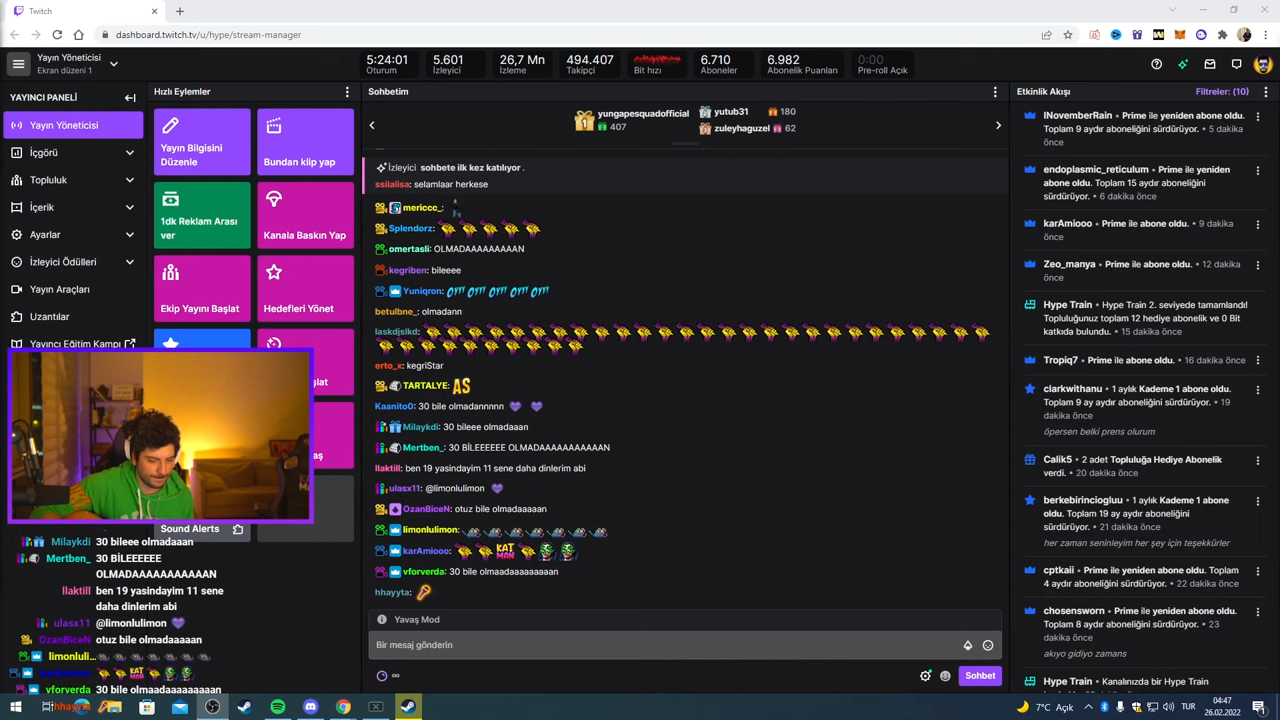 Twitch
dashboard.twitch.tv/u/hype/stream-manager
Yayın Yöneticisi
Ekran düzeni 1
5:24:01
Oturum
5.601
İzleyici
26,7 Mn
İzleme
494.407
Takipçi
Bit hızı
6.710
Aboneler
6.982
Abonelik Puanları
0:00
Pre-roll Açık
YAYINCI PANELİ
Yayın Yöneticisi
İçgörü
Topluluk
İçerik
Ayarlar
İzleyici Ödülleri
Yayın Araçları
Uzantılar
Yayıncı Eğitim Kampı
Hızlı Eylemler
Yayın Bilgisini
Düzenle
Bundan klip yap
1dk Reklam Arası
ver
Kanala Baskın Yap
Ekip Yayını Başlat
Hedefleri Yönet
Sound Alerts
Milaykdi 30 bileee olmadaaan
Mertben_ 30 BİLEEEEEE
OLMADAAAAAAAAAAN
llaktill ben 19 yasindayim 11 sene
daha dinlerim abi
ulasx11 @limonlulimon
OzanBiceN otuz bile olmadaaaaan
limonluli...
KAT MAN
vforverda 30 bile olmaadaaaaaaaaan
hhayyta
Sohbetim
yungapesquadofficial
407
yutub31 180
zuleyhaguzel 62
İzleyici sohbete ilk kez katılıyor .
ssilalisa: selamlaar herkese
mericcc_:
Splendorz:
omertasli: OLMADAAAAAAAAN
kegriben: bileeee
Yuniqron:
betulbne_: olmadann
laskdjslkd:
erto_x: kegriStar
TARTALYE: AS
Kaanito0: 30 bile olmadannnnn
Milaykdi: 30 bileee olmadaaan
Mertben_: 30 BİLEEEEEE OLMADAAAAAAAAAAN
llaktill: ben 19 yasindayim 11 sene daha dinlerim abi
ulasx11: @limonlulimon
OzanBiceN: otuz bile olmadaaaaan
limonlulimon:
karAmiooo: KAT MAN
vforverda: 30 bile olmaadaaaaaaaaan
hhayyta:
Yavaş Mod
Bir mesaj gönderin
∞
Sohbet
Etkinlik Akışı
Filtreler: (10)
INovemberRain • Prime ile yeniden abone oldu.
Toplam 9 aydır aboneliğini sürdürüyor. • 5 dakika
önce
endoplasmic_reticulum • Prime ile yeniden
abone oldu. Toplam 15 aydır aboneliğini
sürdürüyor. • 6 dakika önce
karAmiooo • Prime ile abone oldu. • 9 dakika
önce
Zeo_manya • Prime ile abone oldu. • 12 dakika
önce
Hype Train • Hype Train 2. seviyede tamamlandı!
Topluluğunuz toplam 12 hediye abonelik ve 0 Bit
katkıda bulundu. • 15 dakika önce
Tropiq7 • Prime ile abone oldu. • 16 dakika önce
clarkwithanu • 1 aylık Kademe 1 abone oldu.
Toplam 9 ay aydır aboneliğini sürdürüyor. • 19
dakika önce
öpersen belki prens olurum
Calik5 • 2 adet Topluluğa Hediye Abonelik
verdi. • 20 dakika önce
berkebirinciogluu • 1 aylık Kademe 1 abone
oldu. Toplam 19 ay aydır aboneliğini sürdürüyor.
• 21 dakika önce
her zaman seninleyim her şey için teşekkürler
cptkaii • Prime ile yeniden abone oldu. Toplam
4 aydır aboneliğini sürdürüyor. • 22 dakika önce
chosensworn • Prime ile yeniden abone oldu.
Toplam 8 aydır aboneliğini sürdürüyor. • 23
dakika önce
akıyo gidiyo zamans
Hype Train • Kanalınızda bir Hype Train
7°C Açık
TUR
04:47
26.02.2022